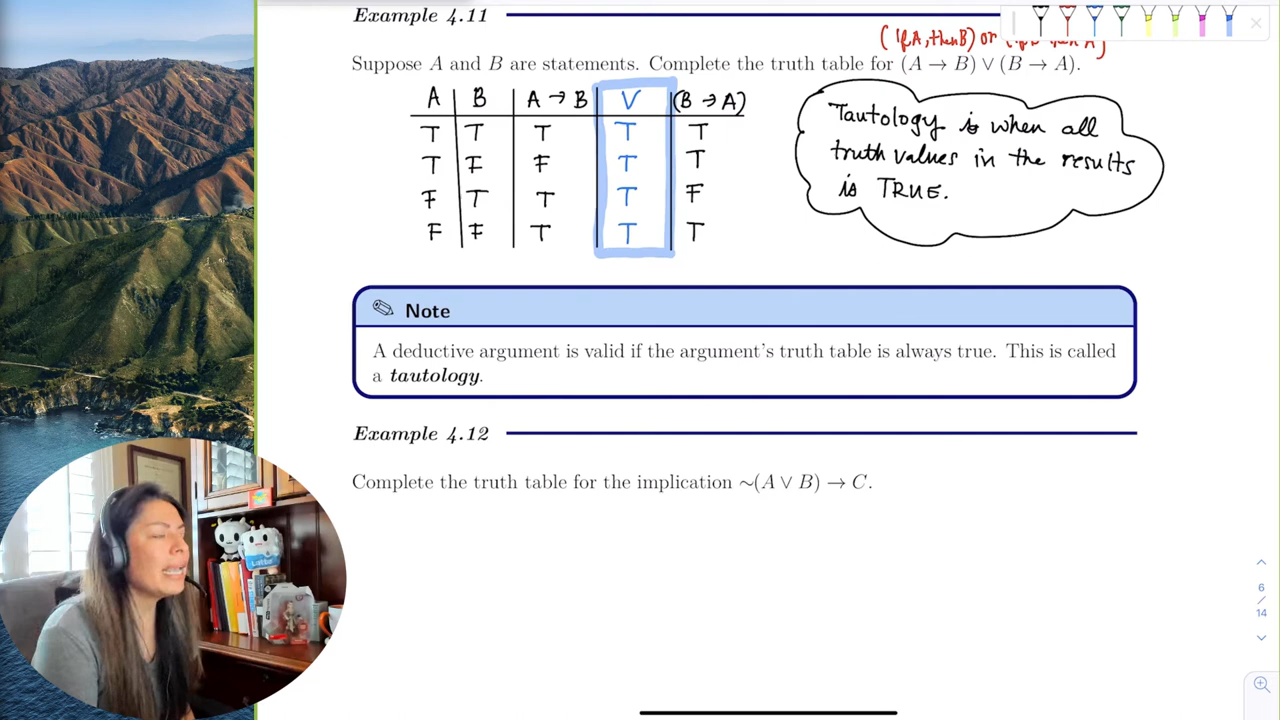 Example 4.11
(If A, then B) or
Suppose A and B are statements. Complete the truth table for (A → B) ∨ (B → A).
A B A → B V (B → A)
T T T T T
T F F T T
F T T T F
F F T T T
Tautology is when all
truth values in the results
is TRUE.
Note
A deductive argument is valid if the argument's truth table is always true. This is called
a tautology.
Example 4.12
Complete the truth table for the implication ∼(A ∨ B) → C.
6
/
14